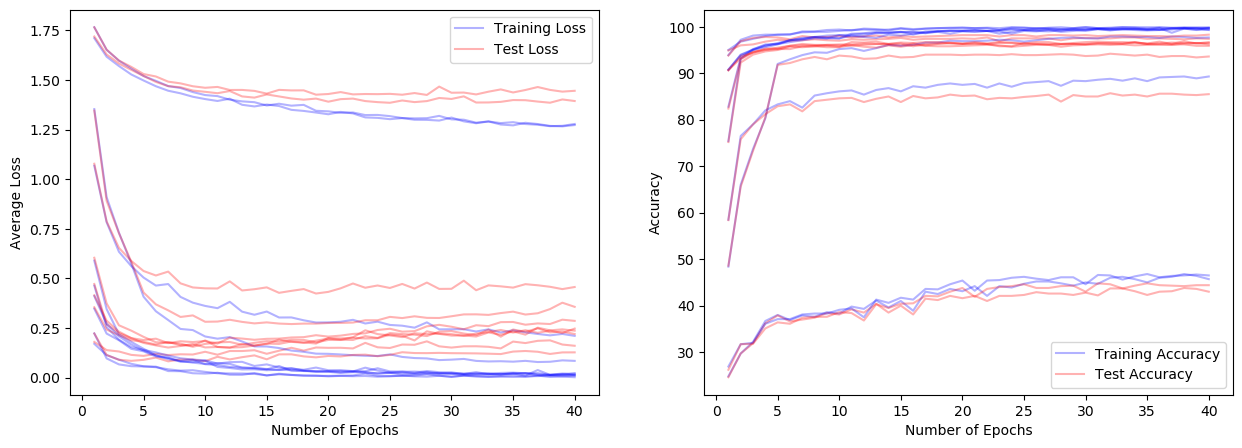 1.75
1.50
1.25
1.00
0.75
0.50
0.25
0.00
Average Loss
Training Loss
Test Loss
0 5 10 15 20 25 30 35 40
Number of Epochs
100
90
80
70
60
50
40
30
Accuracy
Training Accuracy
Test Accuracy
0 5 10 15 20 25 30 35 40
Number of Epochs